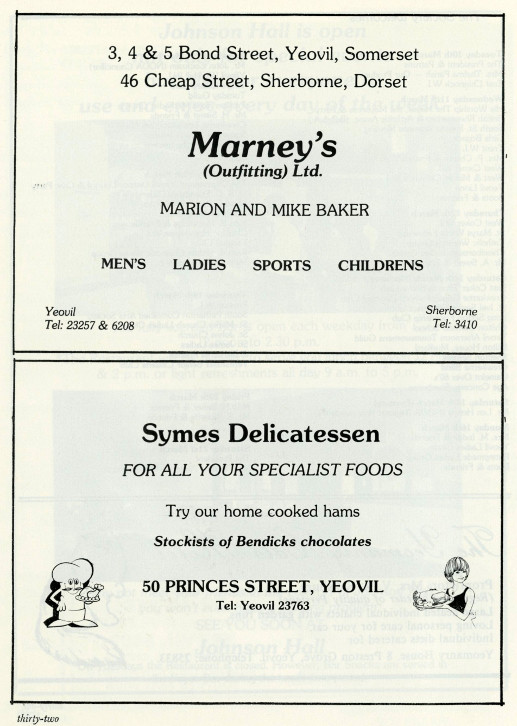 3, 4 & 5 Bond Street, Yeovil, Somerset
46 Cheap Street, Sherborne, Dorset
Marney's
(Outfitting) Ltd.
MARION AND MIKE BAKER
MEN'S LADIES SPORTS CHILDRENS
Yeovil
Tel: 23257 & 6208
Sherborne
Tel: 3410
Symes Delicatessen
FOR ALL YOUR SPECIALIST FOODS
Try our home cooked hams
Stockists of Bendicks chocolates
50 PRINCES STREET, YEOVIL
Tel: Yeovil 23763
thirty-two